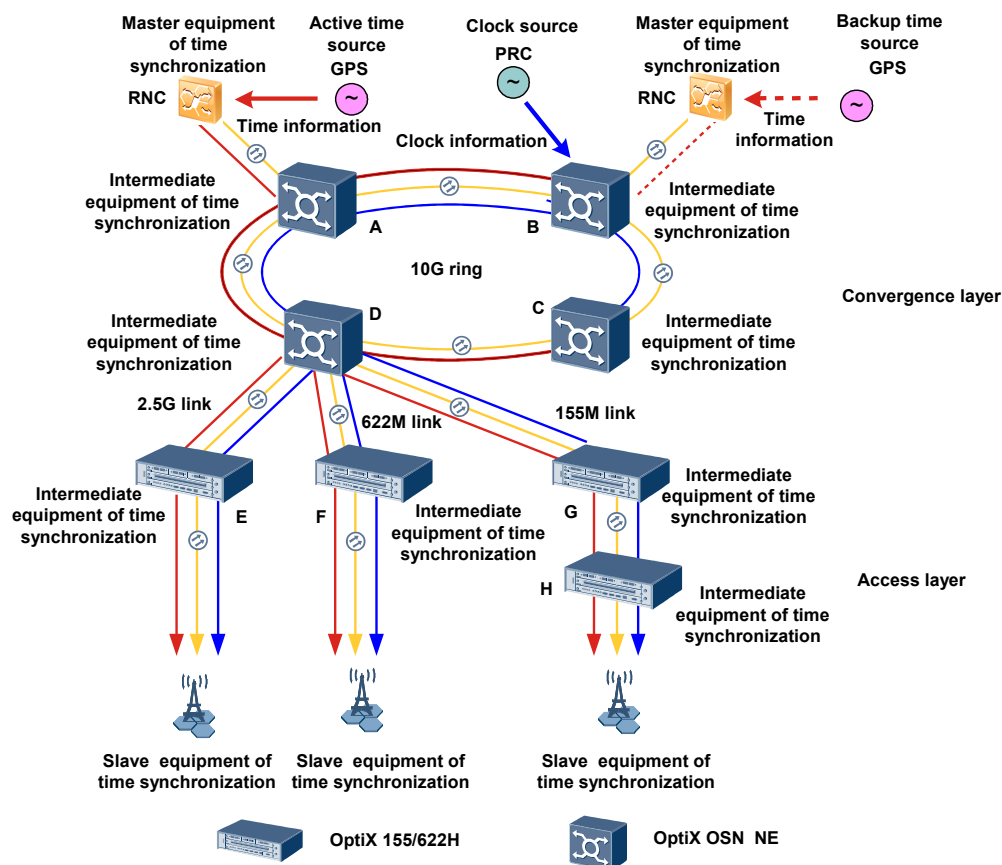 Master equipment
of time
synchronization
RNC
Active time
source
GPS
Time information
Clock source
PRC
Clock information
Master equipment
of time
synchronization
RNC
Backup time
source
GPS
Time
information
Intermediate
equipment of time
synchronization
A
B
Intermediate
equipment of time
synchronization
10G ring
Convergence layer
Intermediate
equipment of time
synchronization
D
C
Intermediate
equipment of time
synchronization
2.5G link
622M link
155M link
Intermediate
equipment of time
synchronization
E
F
Intermediate
equipment of time
synchronization
G
Intermediate
equipment of time
synchronization
H
Intermediate
equipment of time
synchronization
Access layer
Slave equipment of
time synchronization
Slave equipment of
time synchronization
Slave equipment of
time synchronization
OptiX 155/622H
OptiX OSN NE